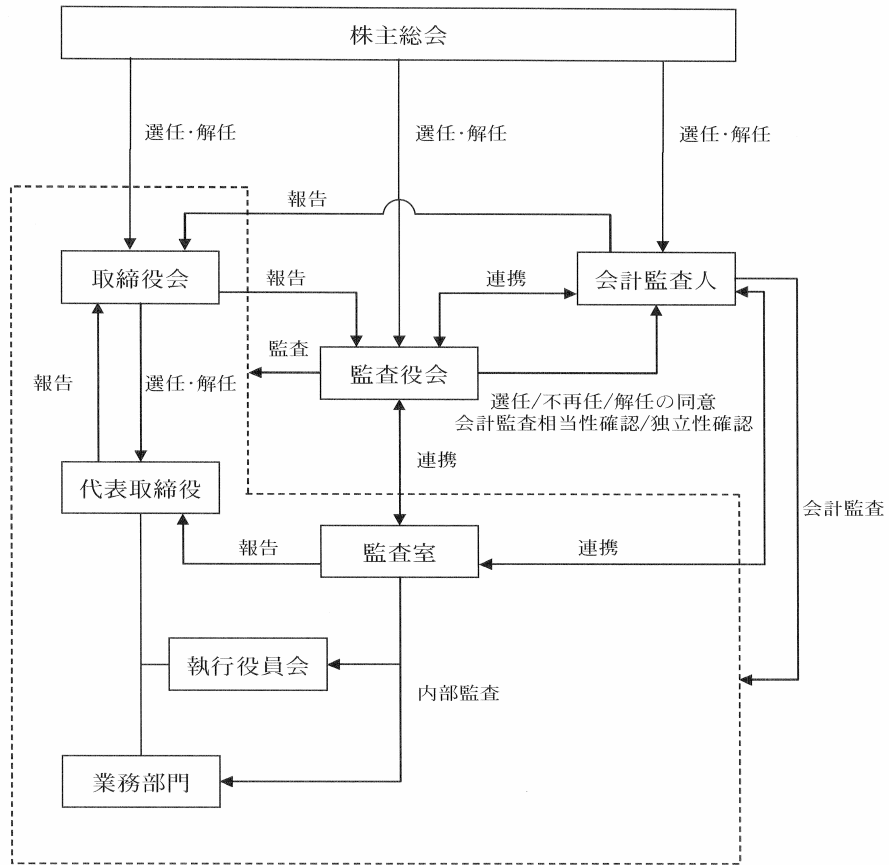 株主総会
選任・解任
選任・解任
選任・解任
報告
取締役会
報告
連携
会計監査人
監査
監査役会
報告
選任・解任
選任/不再任/解任の同意
会計監査相当性確認/独立性確認
連携
代表取締役
会計監査
報告
監査室
連携
執行役員会
内部監査
業務部門